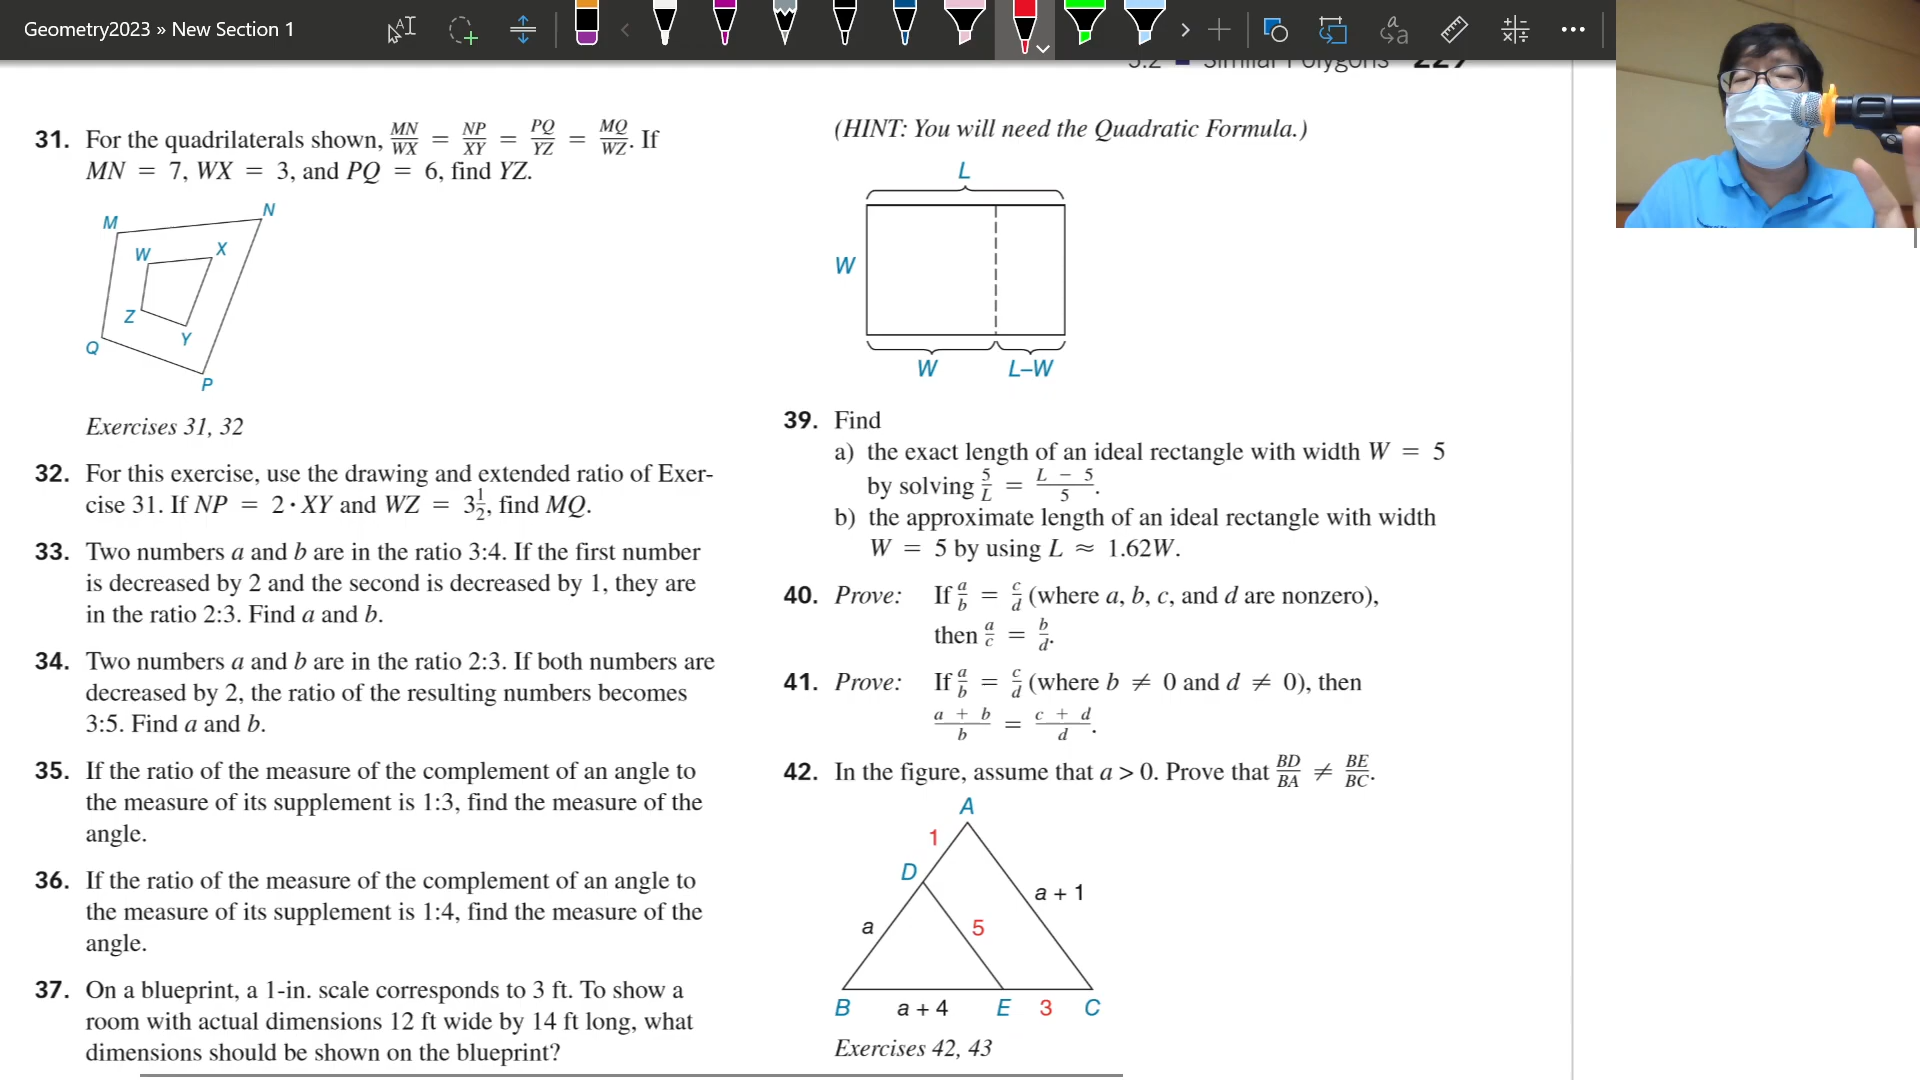 Geometry2023 » New Section 1
5.2 ■ Similar Polygons 229
31. For the quadrilaterals shown, MN/WX = NP/XY = PQ/YZ = MQ/WZ. If
MN = 7, WX = 3, and PQ = 6, find YZ.
M
N
W
X
Z
Y
Q
P
Exercises 31, 32
32. For this exercise, use the drawing and extended ratio of Exer-
cise 31. If NP = 2 · XY and WZ = 3 1/2, find MQ.
33. Two numbers a and b are in the ratio 3:4. If the first number
is decreased by 2 and the second is decreased by 1, they are
in the ratio 2:3. Find a and b.
34. Two numbers a and b are in the ratio 2:3. If both numbers are
decreased by 2, the ratio of the resulting numbers becomes
3:5. Find a and b.
35. If the ratio of the measure of the complement of an angle to
the measure of its supplement is 1:3, find the measure of the
angle.
36. If the ratio of the measure of the complement of an angle to
the measure of its supplement is 1:4, find the measure of the
angle.
37. On a blueprint, a 1-in. scale corresponds to 3 ft. To show a
room with actual dimensions 12 ft wide by 14 ft long, what
dimensions should be shown on the blueprint?
(HINT: You will need the Quadratic Formula.)
L
W
W L–W
39. Find
a) the exact length of an ideal rectangle with width W = 5
by solving 5/L = (L − 5)/5.
b) the approximate length of an ideal rectangle with width
W = 5 by using L ≈ 1.62W.
40. Prove: If a/b = c/d (where a, b, c, and d are nonzero),
then a/c = b/d.
41. Prove: If a/b = c/d (where b ≠ 0 and d ≠ 0), then
(a + b)/b = (c + d)/d.
42. In the figure, assume that a > 0. Prove that BD/BA ≠ BE/BC.
A
1
D
a + 1
a
5
B a + 4 E 3 C
Exercises 42, 43